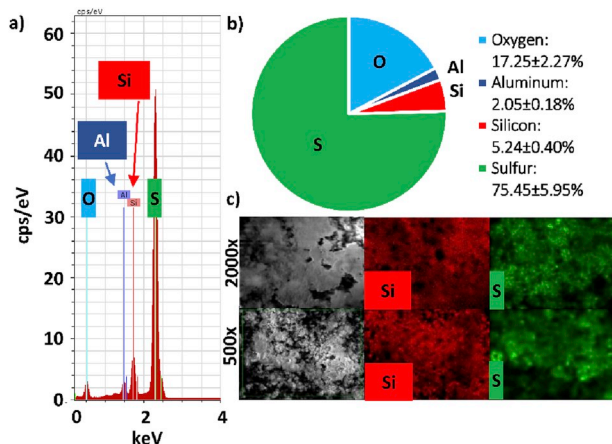 a)
cps/eV
60
50
40
30
20
10
0
cps/eV
0
2
4
keV
Si
Al
O
Al
Si
S
b)
O
Al
Si
S
Oxygen:
17.25±2.27%
Aluminum:
2.05±0.18%
Silicon:
5.24±0.40%
Sulfur:
75.45±5.95%
c)
2000x
Si
S
500x
Si
S